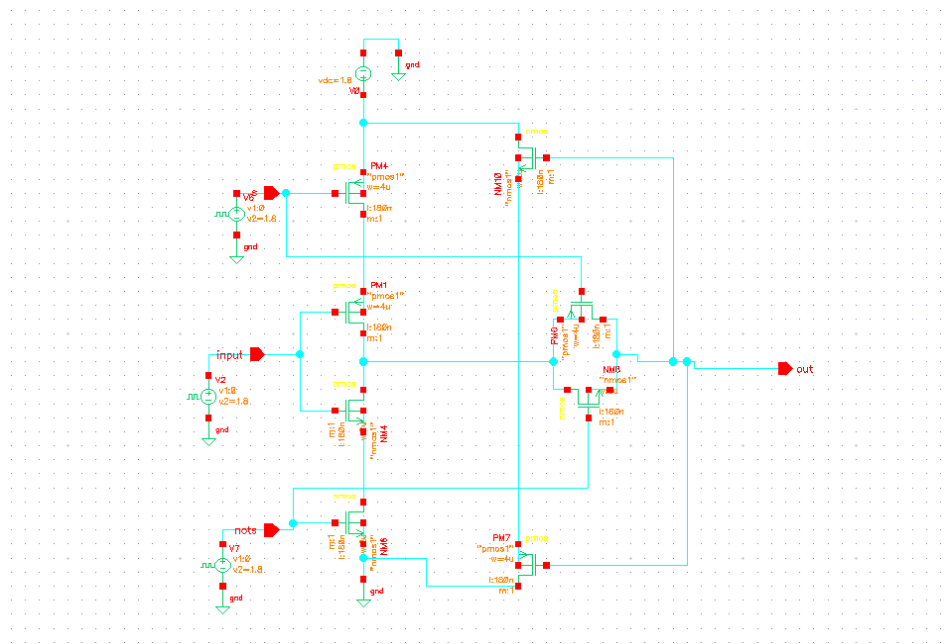 gnd
vdc=1.8
V0
pmos
pmos
PM4
"pmos1"
w=4u
l:180n
m:1
NM10
"nmos1"
l:180n
m:1
s
V6
v1:0
v2=1.8
gnd
pmos
PM1
"pmos1"
w=4u
l:180n
m:1
pmos
"pmos1"
w=4u
l:180n
m:1
input
V2
v1:0
v2=1.8
gnd
out
pmos
NM4
"nmos1"
l:180n
m:1
"nmos1"
l:180n
m:1
pmos
nots
V7
v1:0
v2=1.8
gnd
pmos
m:1
l:180n
"nmos1"
gnd
PM7
pmos
"pmos1"
w=4u
l:180n
m:1